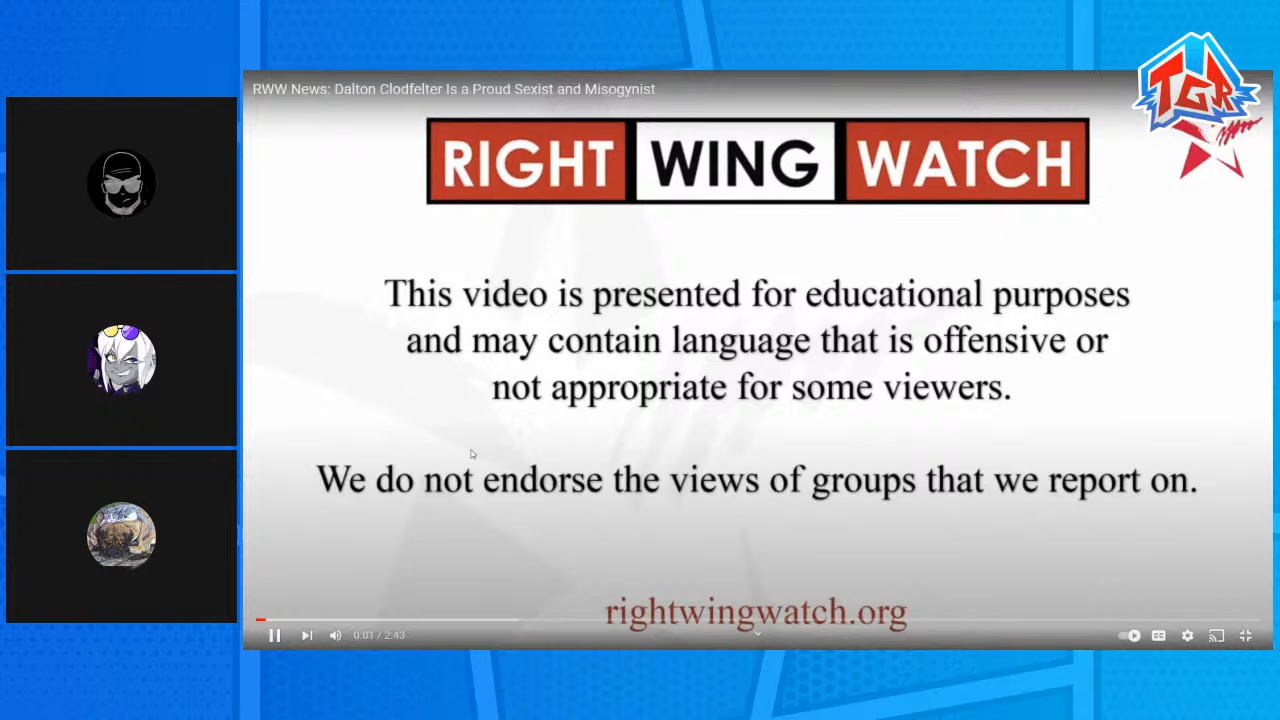 RWW News: Dalton Clodfelter Is a Proud Sexist and Misogynist
TGR
RIGHT WING WATCH
This video is presented for educational purposes
and may contain language that is offensive or
not appropriate for some viewers.
We do not endorse the views of groups that we report on.
rightwingwatch.org
0:01 / 2:43
CC